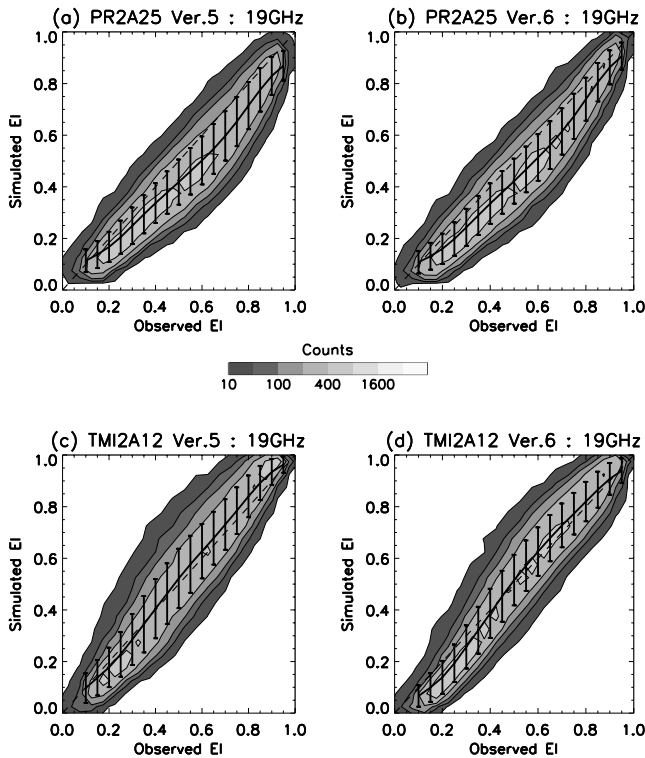 (a) PR2A25 Ver.5 : 19GHz
(b) PR2A25 Ver.6 : 19GHz
1.0
0.8
0.6
0.4
0.2
0.0
Simulated EI
0.0 0.2 0.4 0.6 0.8 1.0
Observed EI
1.0
0.8
0.6
0.4
0.2
0.0
Simulated EI
0.0 0.2 0.4 0.6 0.8 1.0
Observed EI
Counts
10 100 400 1600
(c) TMI2A12 Ver.5 : 19GHz
(d) TMI2A12 Ver.6 : 19GHz
1.0
0.8
0.6
0.4
0.2
0.0
Simulated EI
0.0 0.2 0.4 0.6 0.8 1.0
Observed EI
1.0
0.8
0.6
0.4
0.2
0.0
Simulated EI
0.0 0.2 0.4 0.6 0.8 1.0
Observed EI